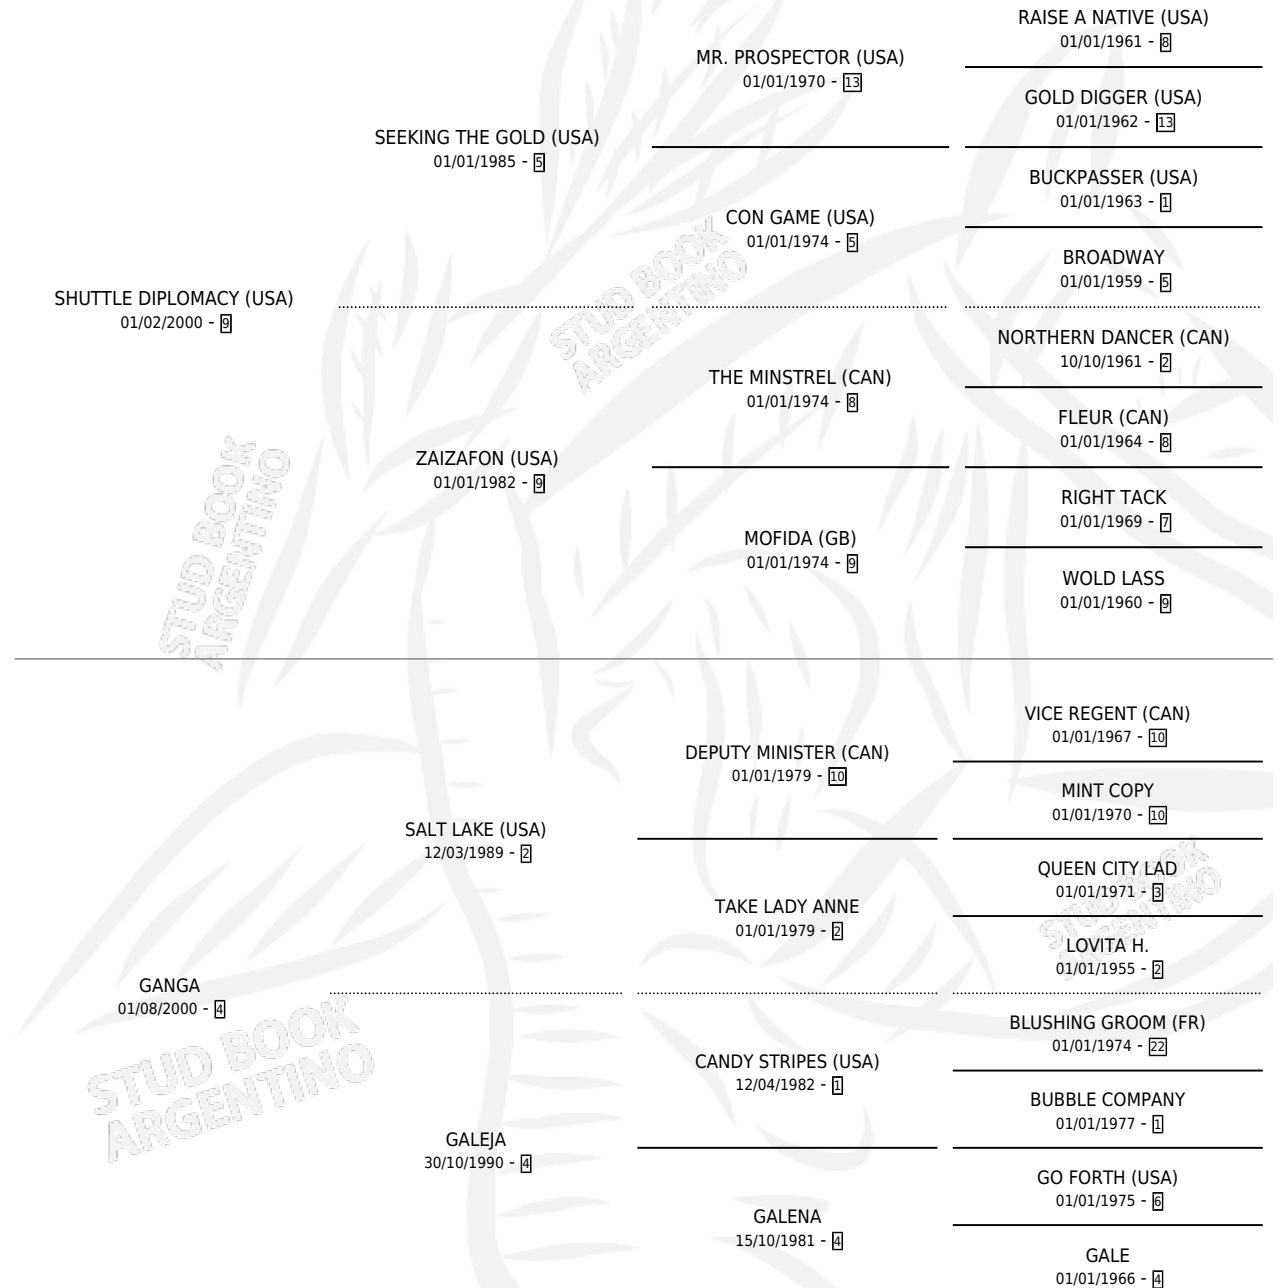 RAISE A NATIVE (USA)
01/01/1961 - 8
MR. PROSPECTOR (USA)
01/01/1970 - 13
GOLD DIGGER (USA)
01/01/1962 - 13
SEEKING THE GOLD (USA)
01/01/1985 - 5
BUCKPASSER (USA)
01/01/1963 - 1
CON GAME (USA)
01/01/1974 - 5
BROADWAY
01/01/1959 - 5
SHUTTLE DIPLOMACY (USA)
01/02/2000 - 9
STUD BOOK
ARGENTINO
NORTHERN DANCER (CAN)
10/10/1961 - 2
THE MINSTREL (CAN)
01/01/1974 - 8
FLEUR (CAN)
01/01/1964 - 8
ZAIZAFON (USA)
01/01/1982 - 9
RIGHT TACK
01/01/1969 - 7
MOFIDA (GB)
01/01/1974 - 9
WOLD LASS
01/01/1960 - 9
STUD BOOK
ARGENTINO
VICE REGENT (CAN)
01/01/1967 - 10
DEPUTY MINISTER (CAN)
01/01/1979 - 10
MINT COPY
01/01/1970 - 10
SALT LAKE (USA)
12/03/1989 - 2
QUEEN CITY LAD
01/01/1971 - 3
TAKE LADY ANNE
01/01/1979 - 2
LOVITA H.
01/01/1955 - 2
STUD BOOK
ARGENTINO
GANGA
01/08/2000 - 4
BLUSHING GROOM (FR)
01/01/1974 - 22
CANDY STRIPES (USA)
12/04/1982 - 1
BUBBLE COMPANY
01/01/1977 - 1
STUD BOOK
ARGENTINO
GALEJA
30/10/1990 - 4
GO FORTH (USA)
01/01/1975 - 6
GALENA
15/10/1981 - 4
GALE
01/01/1966 - 4